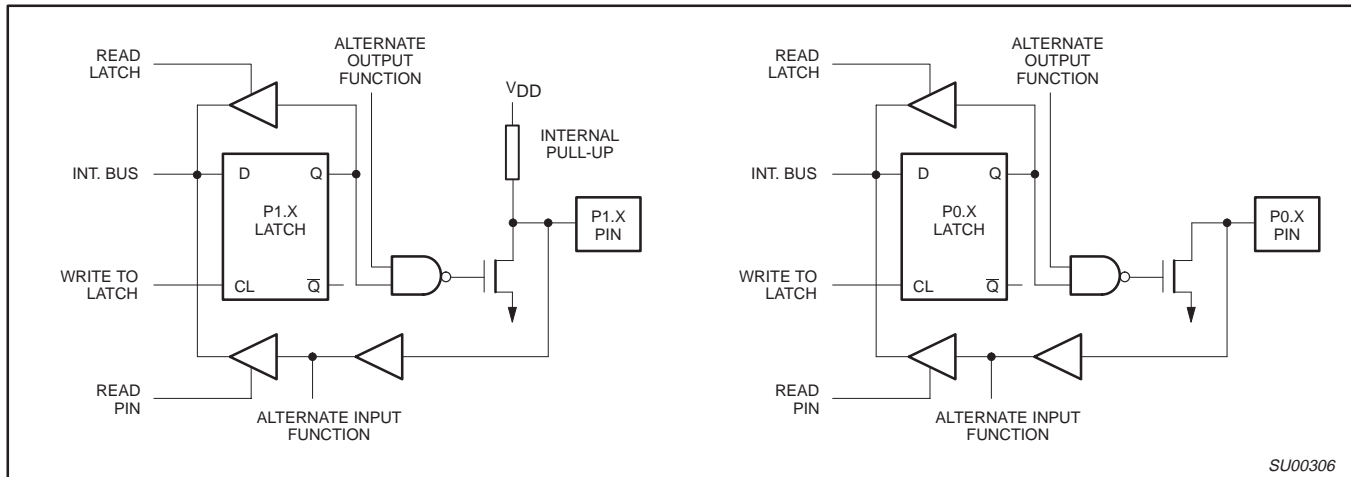 ALTERNATE
OUTPUT
FUNCTION
READ
LATCH
VDD
INTERNAL
PULL-UP
INT. BUS
D
Q
P1.X
LATCH
P1.X
PIN
WRITE TO
LATCH
CL
Q̅
READ
PIN
ALTERNATE INPUT
FUNCTION
ALTERNATE
OUTPUT
FUNCTION
READ
LATCH
INT. BUS
D
Q
P0.X
LATCH
P0.X
PIN
WRITE TO
LATCH
CL
Q̅
READ
PIN
ALTERNATE INPUT
FUNCTION
SU00306